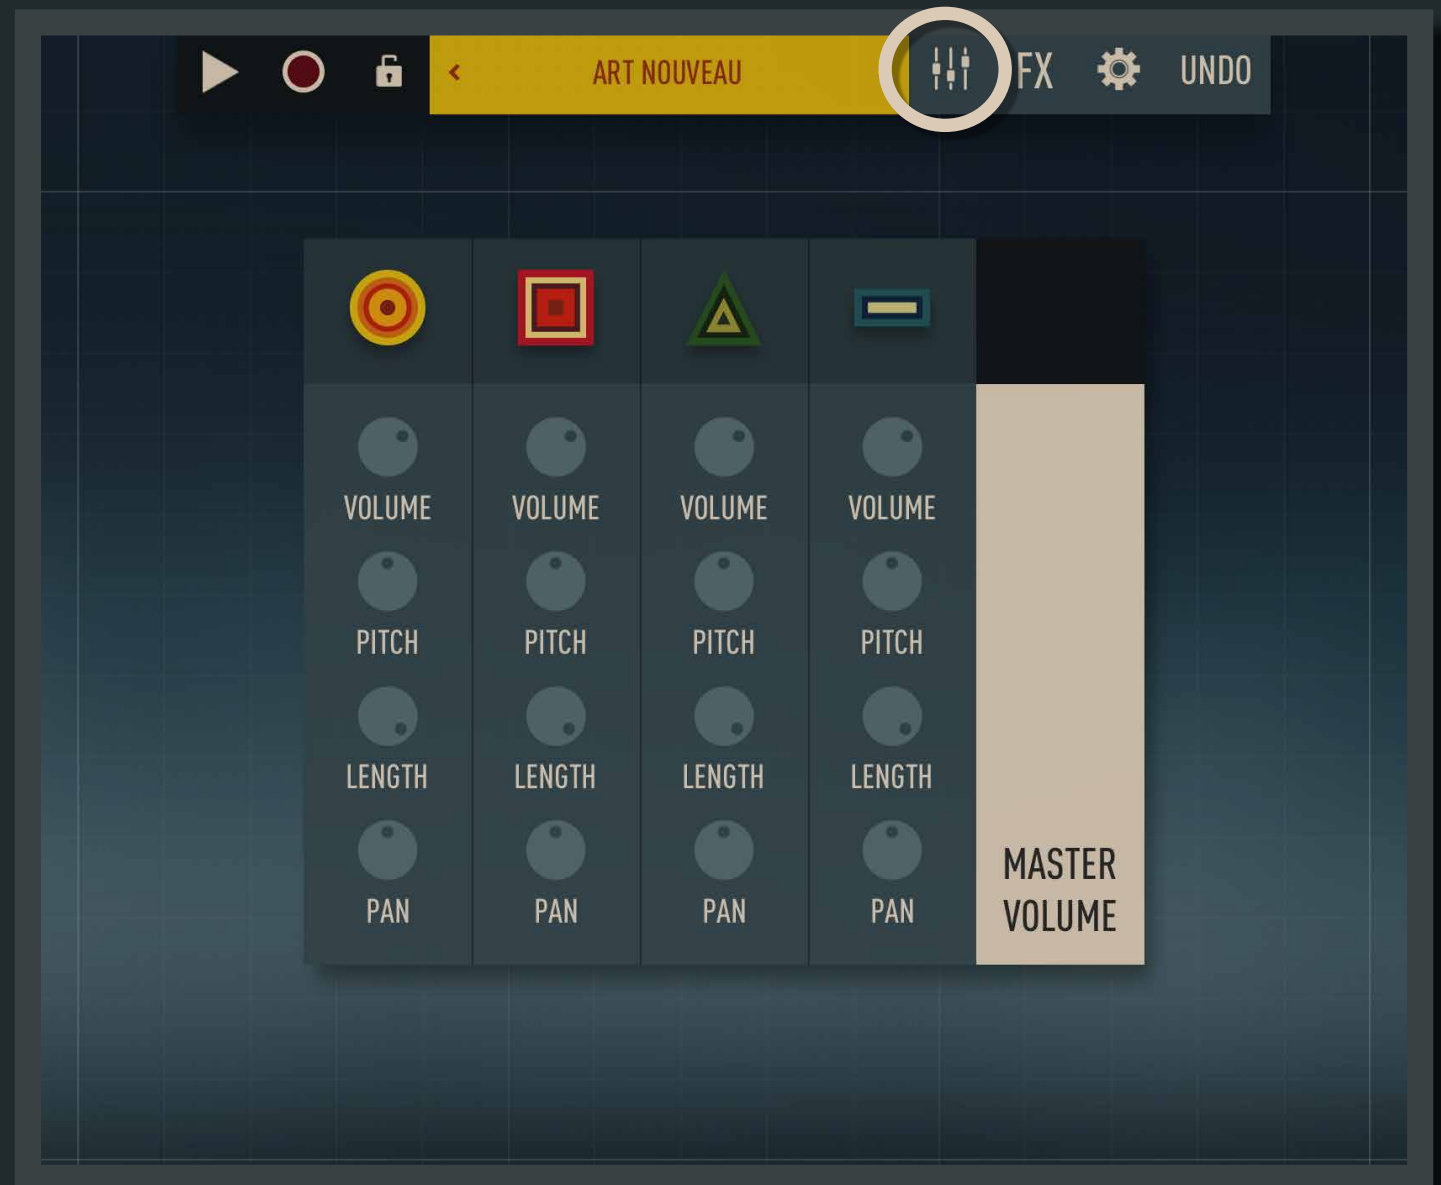 ART NOUVEAU
FX
UNDO
VOLUME VOLUME VOLUME VOLUME
PITCH PITCH PITCH PITCH
LENGTH LENGTH LENGTH LENGTH
PAN PAN PAN PAN
MASTER
VOLUME